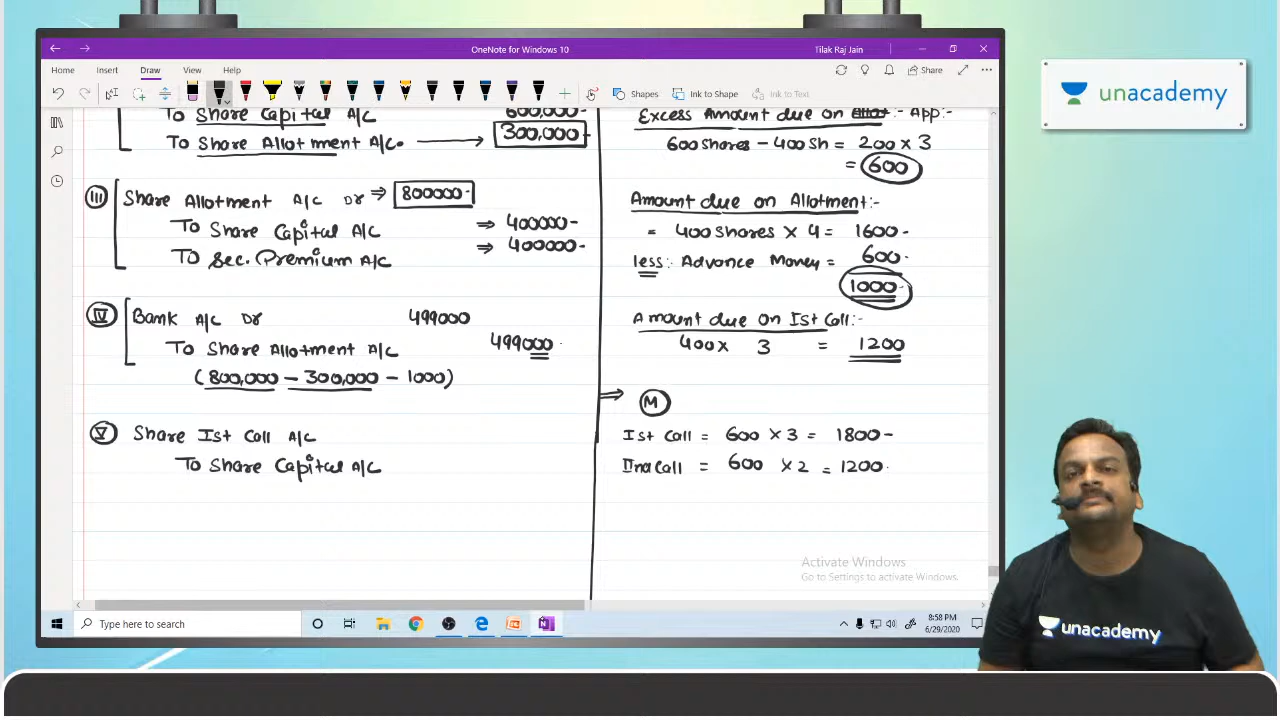 OneNote for Windows 10
Tilak Raj Jain
Home Insert Draw View Help
Share
Shapes
Ink to Shape
Ink to Text
unacademy
To Share Capital A/C 600,000-
To Share Allotment A/C. 300,000-
III Share Allotment A/C Dr ⇒ 800000-
To Share Capital A/C ⇒ 400000-
To Sec. Premium A/C ⇒ 400000-
IV Bank A/C Dr 499000
To Share Allotment A/C 499000-
(800,000 - 300,000 - 1000)
V Share Ist Call A/C
To Share Capital A/C
Excess Amount due on Allot :- App:-
600 Shares - 400 Sh = 200 x 3
= 600
Amount due on Allotment:-
= 400 Shares x 4 = 1600-
less: Advance Money = 600-
1000-
Amount due on Ist Call:-
400 x 3 = 1200
⇒ M
Ist Call = 600 x 3 = 1800-
IInd Call = 600 x 2 = 1200-
Activate Windows
Go to Settings to activate Windows.
Type here to search
8:58 PM
6/29/2020
unacademy